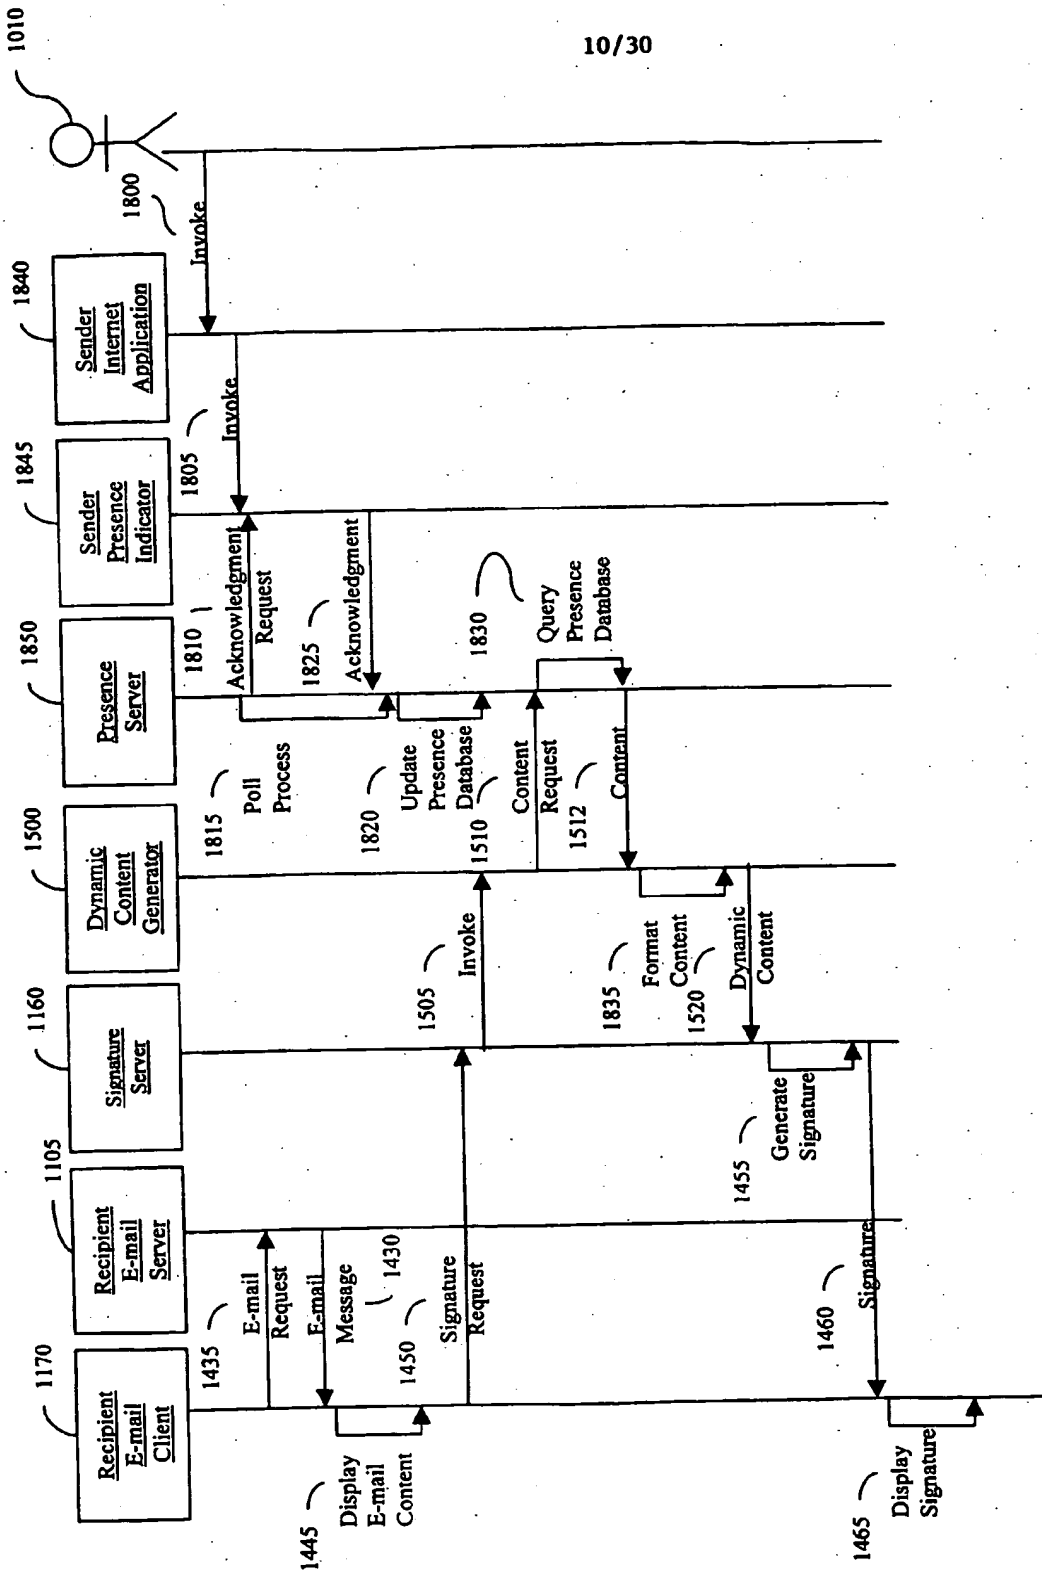 10/30
1010
1170
Recipient
E-mail
Client
1105
Recipient
E-mail
Server
1160
Signature
Server
1500
Dynamic
Content
Generator
1850
Presence
Server
1845
Sender
Presence
Indicator
1840
Sender
Internet
Application
1800
Invoke
1805
Invoke
1810
Acknowledgment
Request
1815
Poll
Process
1825
Acknowledgment
1820
Update
Presence
Database
1435
E-mail
Request
E-mail
Message
1430
1445
Display
E-mail
Content
1450
Signature
Request
1505
Invoke
1510
Content
Request
1830
Query
Presence
Database
1512
Content
1835
Format
Content
1520
Dynamic
Content
1455
Generate
Signature
1460
Signature
1465
Display
Signature